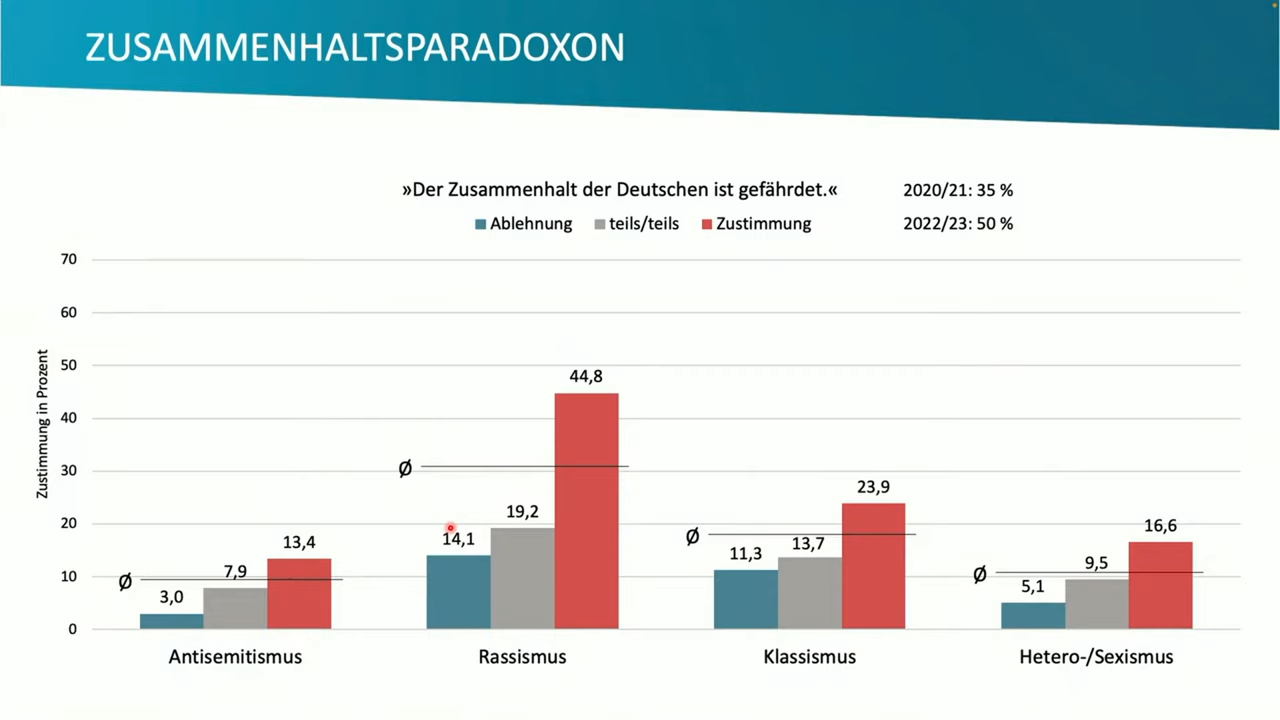 ZUSAMMENHALTSPARADOXON
»Der Zusammenhalt der Deutschen ist gefährdet.« 2020/21: 35 %
Ablehnung teils/teils Zustimmung 2022/23: 50 %
Zustimmung in Prozent
70
60
50
40
30
20
10
0
Ø 3,0 7,9 13,4
Ø 14,1 19,2 44,8
Ø 11,3 13,7 23,9
Ø 5,1 9,5 16,6
Antisemitismus Rassismus Klassismus Hetero-/Sexismus